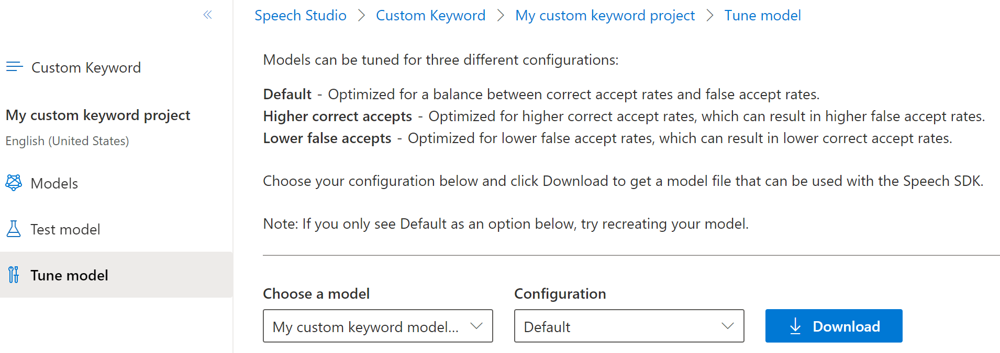 Speech Studio > Custom Keyword > My custom keyword project > Tune model
Custom Keyword
My custom keyword project
English (United States)
Models
Test model
Tune model
Models can be tuned for three different configurations:
Default - Optimized for a balance between correct accept rates and false accept rates.
Higher correct accepts - Optimized for higher correct accept rates, which can result in higher false accept rates.
Lower false accepts - Optimized for lower false accept rates, which can result in lower correct accept rates.
Choose your configuration below and click Download to get a model file that can be used with the Speech SDK.
Note: If you only see Default as an option below, try recreating your model.
Choose a model
My custom keyword model...
Configuration
Default
Download